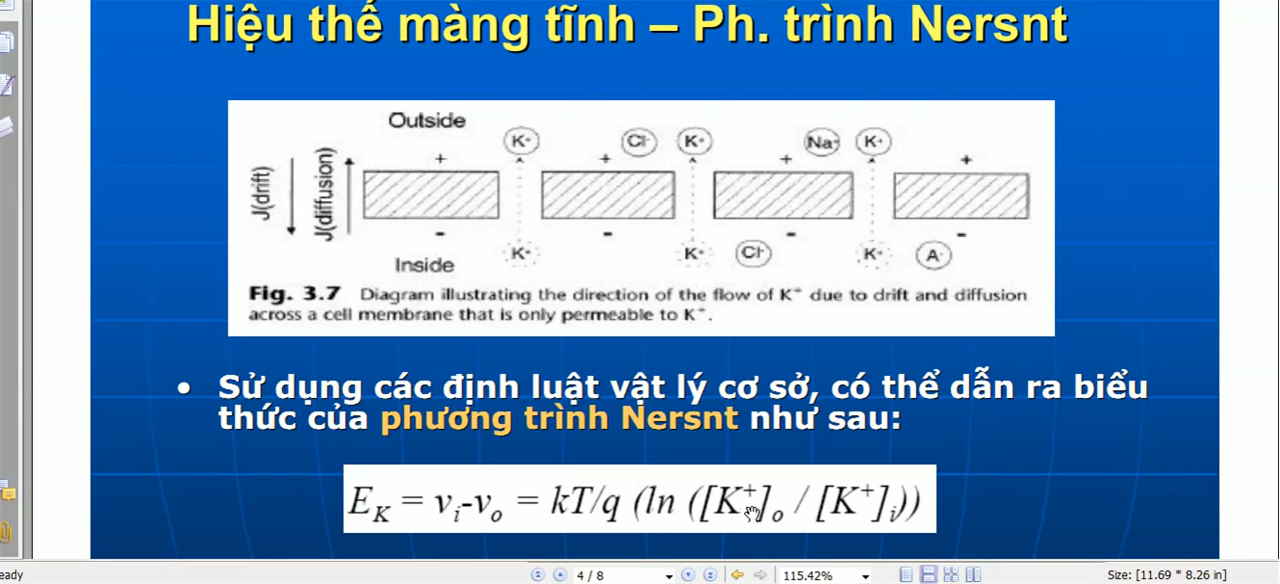 Hiệu thế màng tĩnh – Ph. trình Nersnt
Outside
K⁺ Cl⁻ K⁺ Na⁺ K⁺
+ + + +
J(drift)
J(diffusion)
- - - -
K⁺ K⁺ Cl⁻ K⁺ A⁻
Inside
Fig. 3.7 Diagram illustrating the direction of the flow of K⁺ due to drift and diffusion
across a cell membrane that is only permeable to K⁺.
• Sử dụng các định luật vật lý cơ sở, có thể dẫn ra biểu
thức của phương trình Nersnt như sau:
E_K = v_i-v_o = kT/q (ln ([K⁺]_o / [K⁺]_i))
eady
4 / 8
115.42%
Size: [11.69 * 8.26 in]